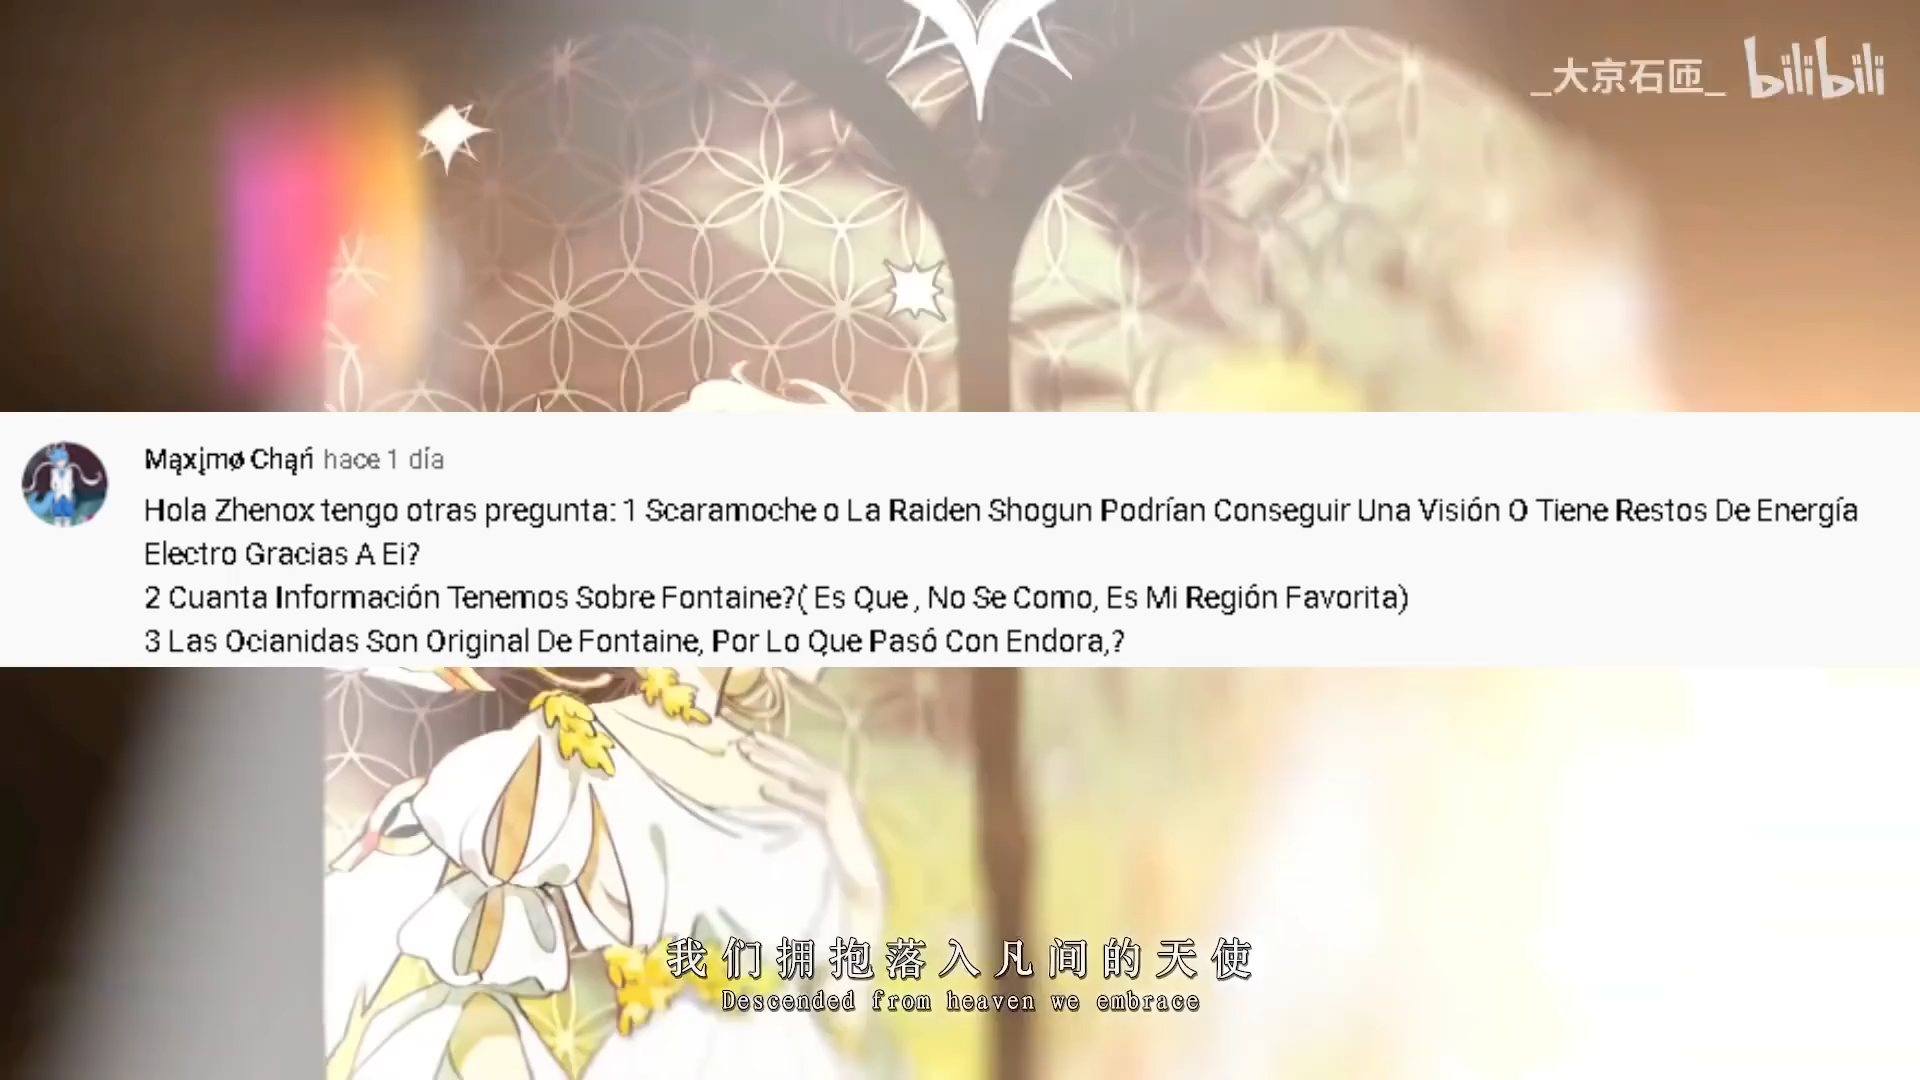 _大京石匝_ bilibili
Mąxįmø Chąń hace 1 día
Hola Zhenox tengo otras pregunta: 1 Scaramoche o La Raiden Shogun Podrían Conseguir Una Visión O Tiene Restos De Energía
Electro Gracias A Ei?
2 Cuanta Información Tenemos Sobre Fontaine?( Es Que , No Se Como, Es Mi Región Favorita)
3 Las Ocianidas Son Original De Fontaine, Por Lo Que Pasó Con Endora,?
我们拥抱落入凡间的天使
Descended from heaven we embrace